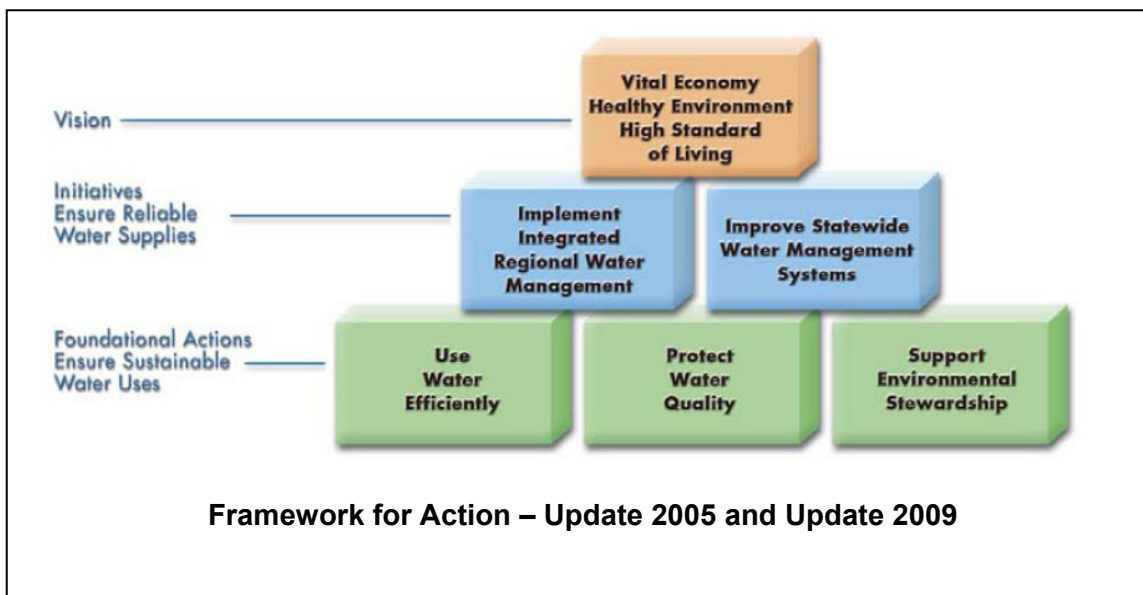 Vital Economy
Healthy Environment
High Standard
of Living
Vision
Initiatives
Ensure Reliable
Water Supplies
Implement
Integrated
Regional Water
Management
Improve Statewide
Water Management
Systems
Foundational Actions
Ensure Sustainable
Water Uses
Use
Water
Efficiently
Protect
Water
Quality
Support
Environmental
Stewardship
Framework for Action – Update 2005 and Update 2009